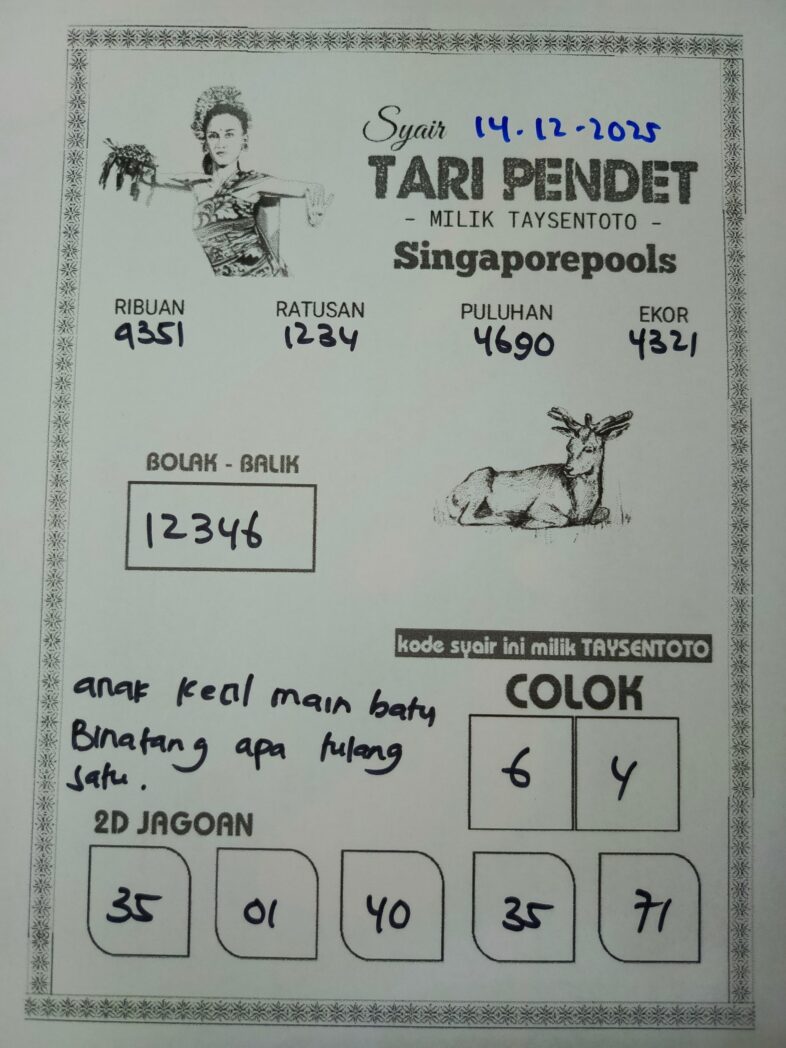 Syair 14.12-2025
TARI PENDET
- MILIK TAYSENTOTO -
Singaporepools
RIBUAN RATUSAN PULUHAN EKOR
9351 1234 4690 4321
BOLAK - BALIK
12346
kode syair ini milik TAYSENTOTO
anak kecil main batu
Binatang apa tulang
satu.
COLOK
6 4
2D JAGOAN
35 01 40 35 71